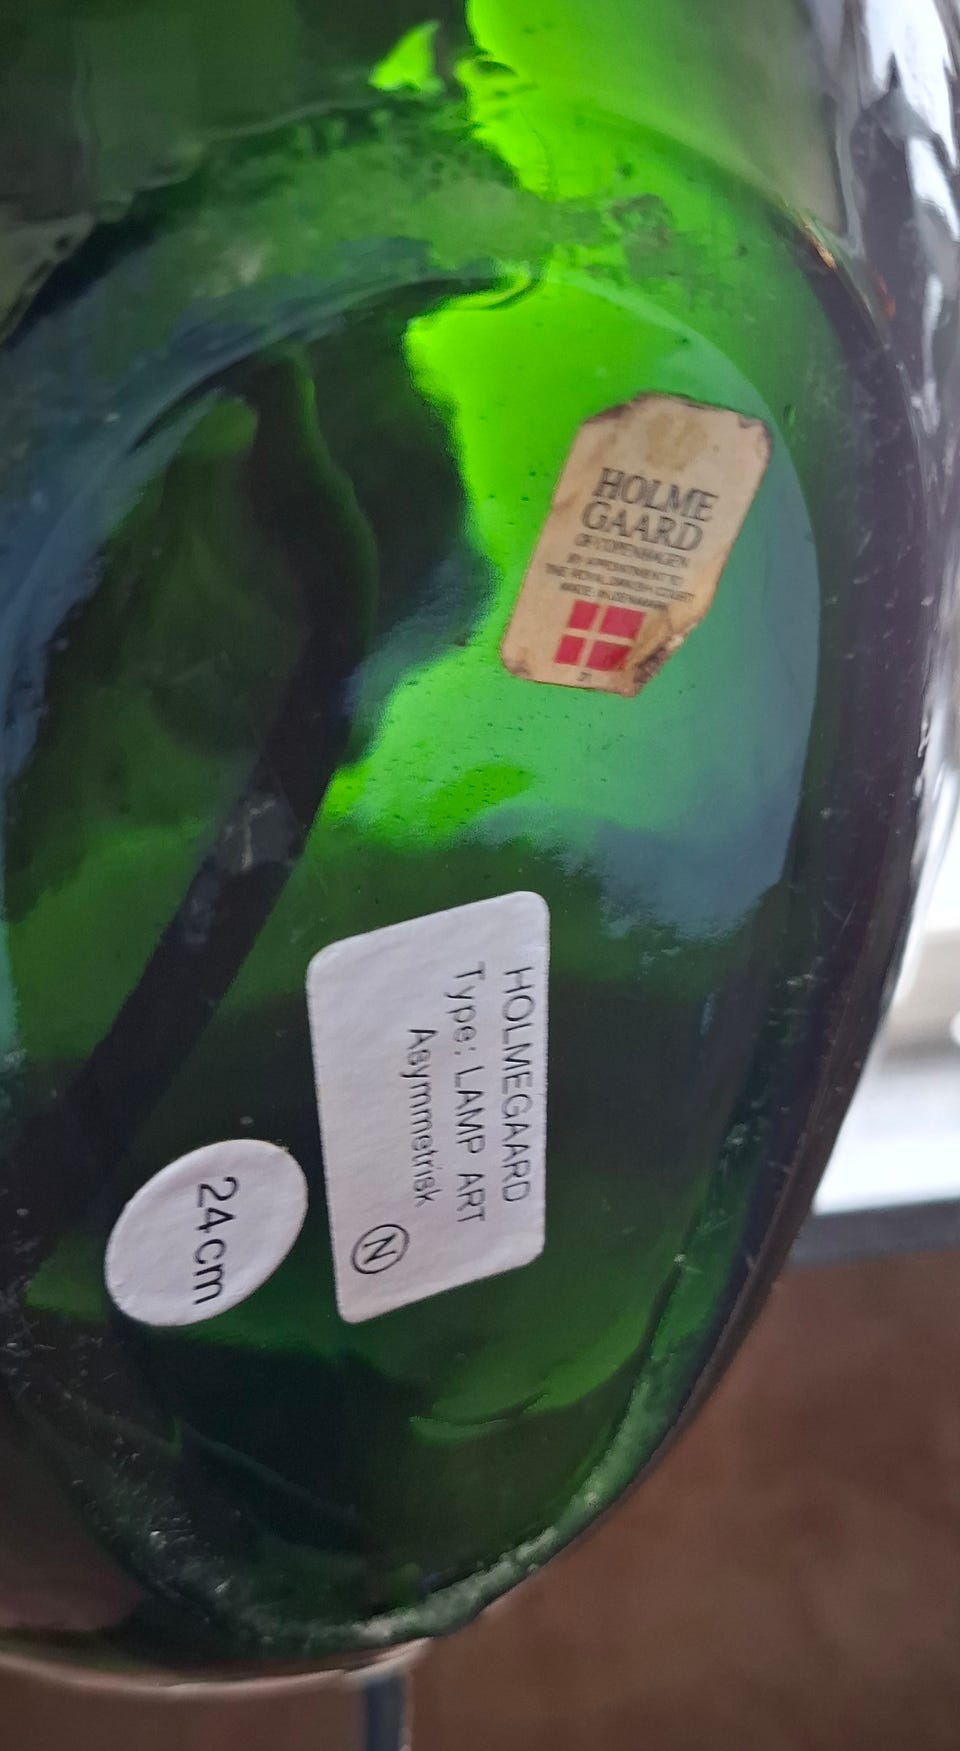 HOLME
GAARD
OF COPENHAGEN
BY APPOINTMENT TO
THE ROYAL DANISH COURT
MADE IN DENMARK
HOLMEGAARD
Type: LAMP ART
Asymmetrisk
N
24cm